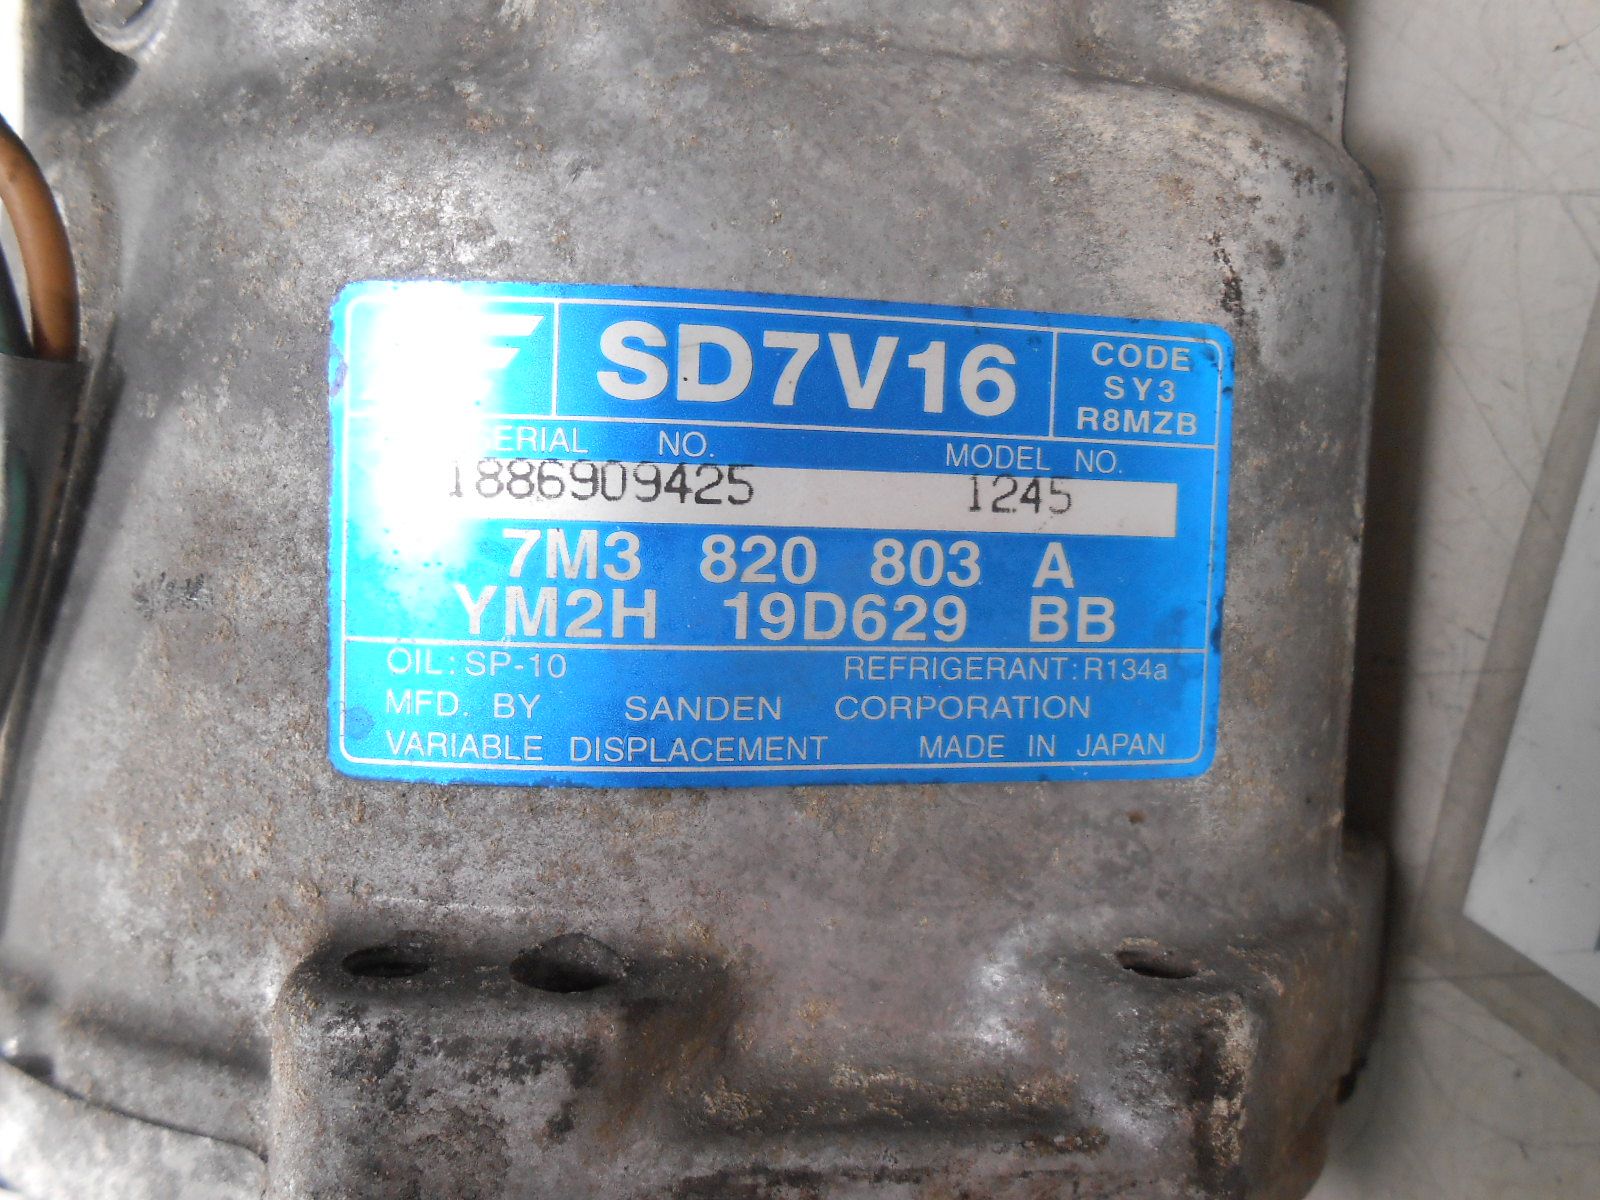 SD7V16
CODE
SY3
R8MZB
SERIAL NO.
MODEL NO.
1886909425
1245
7M3 820 803 A
YM2H 19D629 BB
OIL: SP-10
REFRIGERANT: R134a
MFD. BY SANDEN CORPORATION
VARIABLE DISPLACEMENT
MADE IN JAPAN